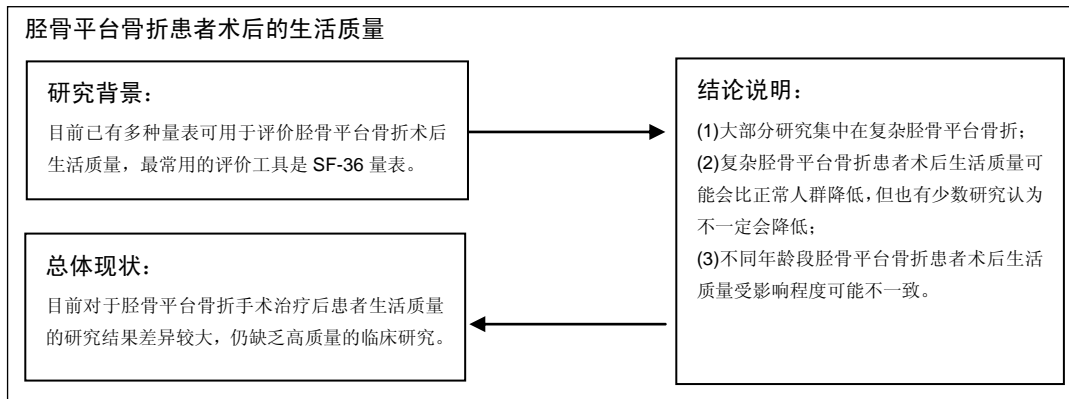 胫骨平台骨折患者术后的生活质量
研究背景：
目前已有多种量表可用于评价胫骨平台骨折术后
生活质量，最常用的评价工具是 SF-36 量表。
总体现状：
目前对于胫骨平台骨折手术治疗后患者生活质量
的研究结果差异较大，仍缺乏高质量的临床研究。
结论说明：
(1)大部分研究集中在复杂胫骨平台骨折；
(2)复杂胫骨平台骨折患者术后生活质量可
能会比正常人群降低，但也有少数研究认为
不一定会降低；
(3)不同年龄段胫骨平台骨折患者术后生活
质量受影响程度可能不一致。